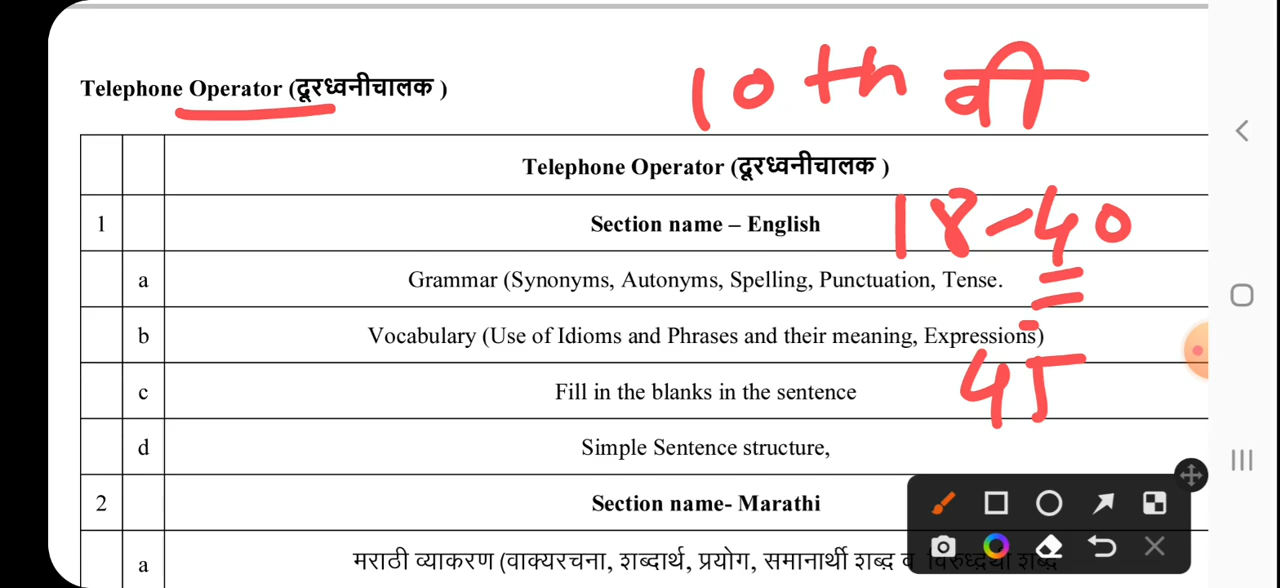 10th वी
Telephone Operator (दूरध्वनीचालक )
Telephone Operator (दूरध्वनीचालक )
1 Section name – English
18-40
a Grammar (Synonyms, Autonyms, Spelling, Punctuation, Tense.
b Vocabulary (Use of Idioms and Phrases and their meaning, Expressions)
45
c Fill in the blanks in the sentence
d Simple Sentence structure,
2 Section name- Marathi
a मराठी व्याकरण (वाक्यरचना, शब्दार्थ, प्रयोग, समानार्थी शब्द व विरुध्दर्थी शब्द